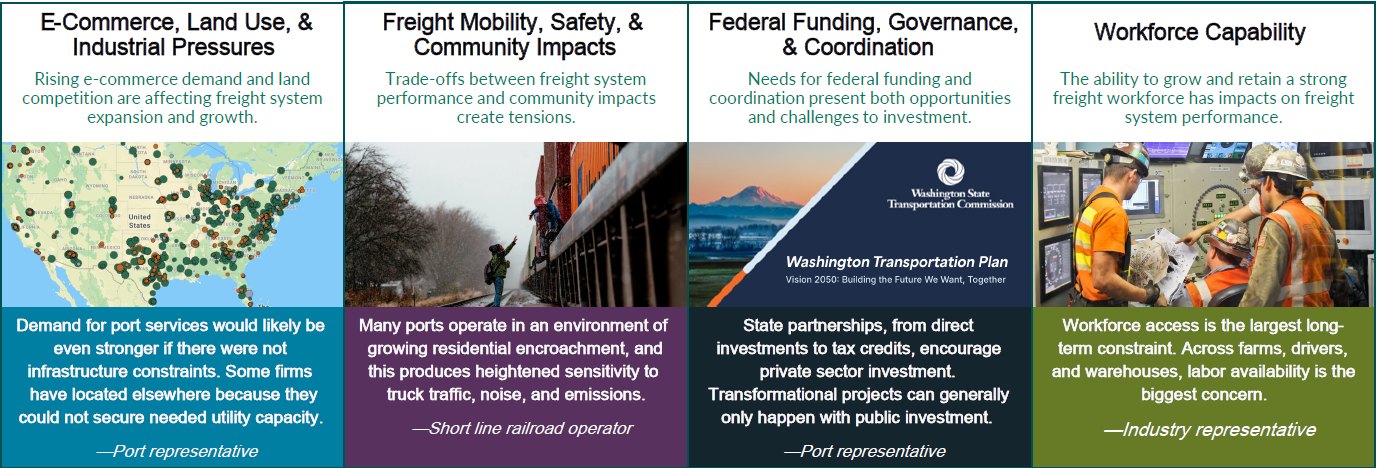 E-Commerce, Land Use, &
Industrial Pressures
Rising e-commerce demand and land
competition are affecting freight system
expansion and growth.
United
States
Demand for port services would likely be
even stronger if there were not
infrastructure constraints. Some firms
have located elsewhere because they
could not secure needed utility capacity.
—Port representative
Freight Mobility, Safety, &
Community Impacts
Trade-offs between freight system
performance and community impacts
create tensions.
Many ports operate in an environment of
growing residential encroachment, and
this produces heightened sensitivity to
truck traffic, noise, and emissions.
—Short line railroad operator
Federal Funding, Governance,
& Coordination
Needs for federal funding and
coordination present both opportunities
and challenges to investment.
Washington State
Transportation Commission
Washington Transportation Plan
Vision 2050: Building the Future We Want, Together
State partnerships, from direct
investments to tax credits, encourage
private sector investment.
Transformational projects can generally
only happen with public investment.
—Port representative
Workforce Capability
The ability to grow and retain a strong
freight workforce has impacts on freight
system performance.
Workforce access is the largest long-
term constraint. Across farms, drivers,
and warehouses, labor availability is the
biggest concern.
—Industry representative